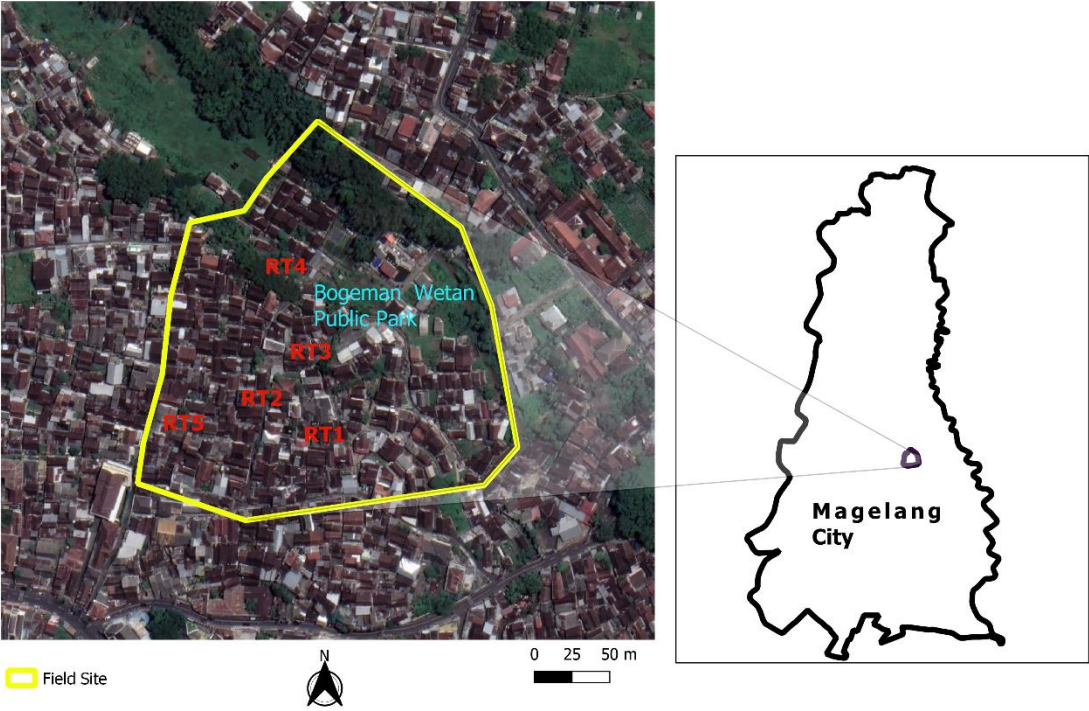 RT4
Bogeman Wetan
Public Park
RT3
RT2
RT5
RT1
Magelang
City
Field Site
N
0 25 50 m